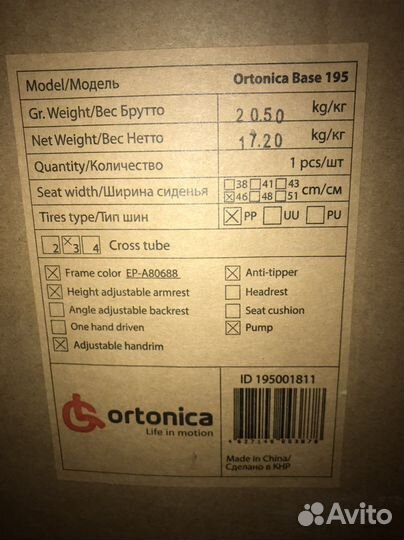 Model/Модель Ortonica Base 195
Gr. Weight/Вес Брутто 20.50 kg/кг
Net Weight/Вес Нетто 17.20 kg/кг
Quantity/Количество 1 pcs/шт
Seat width/Ширина сиденья 38 41 43 46 48 51 cm/см
Tires type/Тип шин PP UU PU
2 3 4 Cross tube
Frame color EP-A80688 Anti-tipper
Height adjustable armrest Headrest
Angle adjustable backrest Seat cushion
One hand driven Pump
Adjustable handrim
ID 195001811
ortonica
Life in motion
Made in China/
Сделано в КНР
Avito